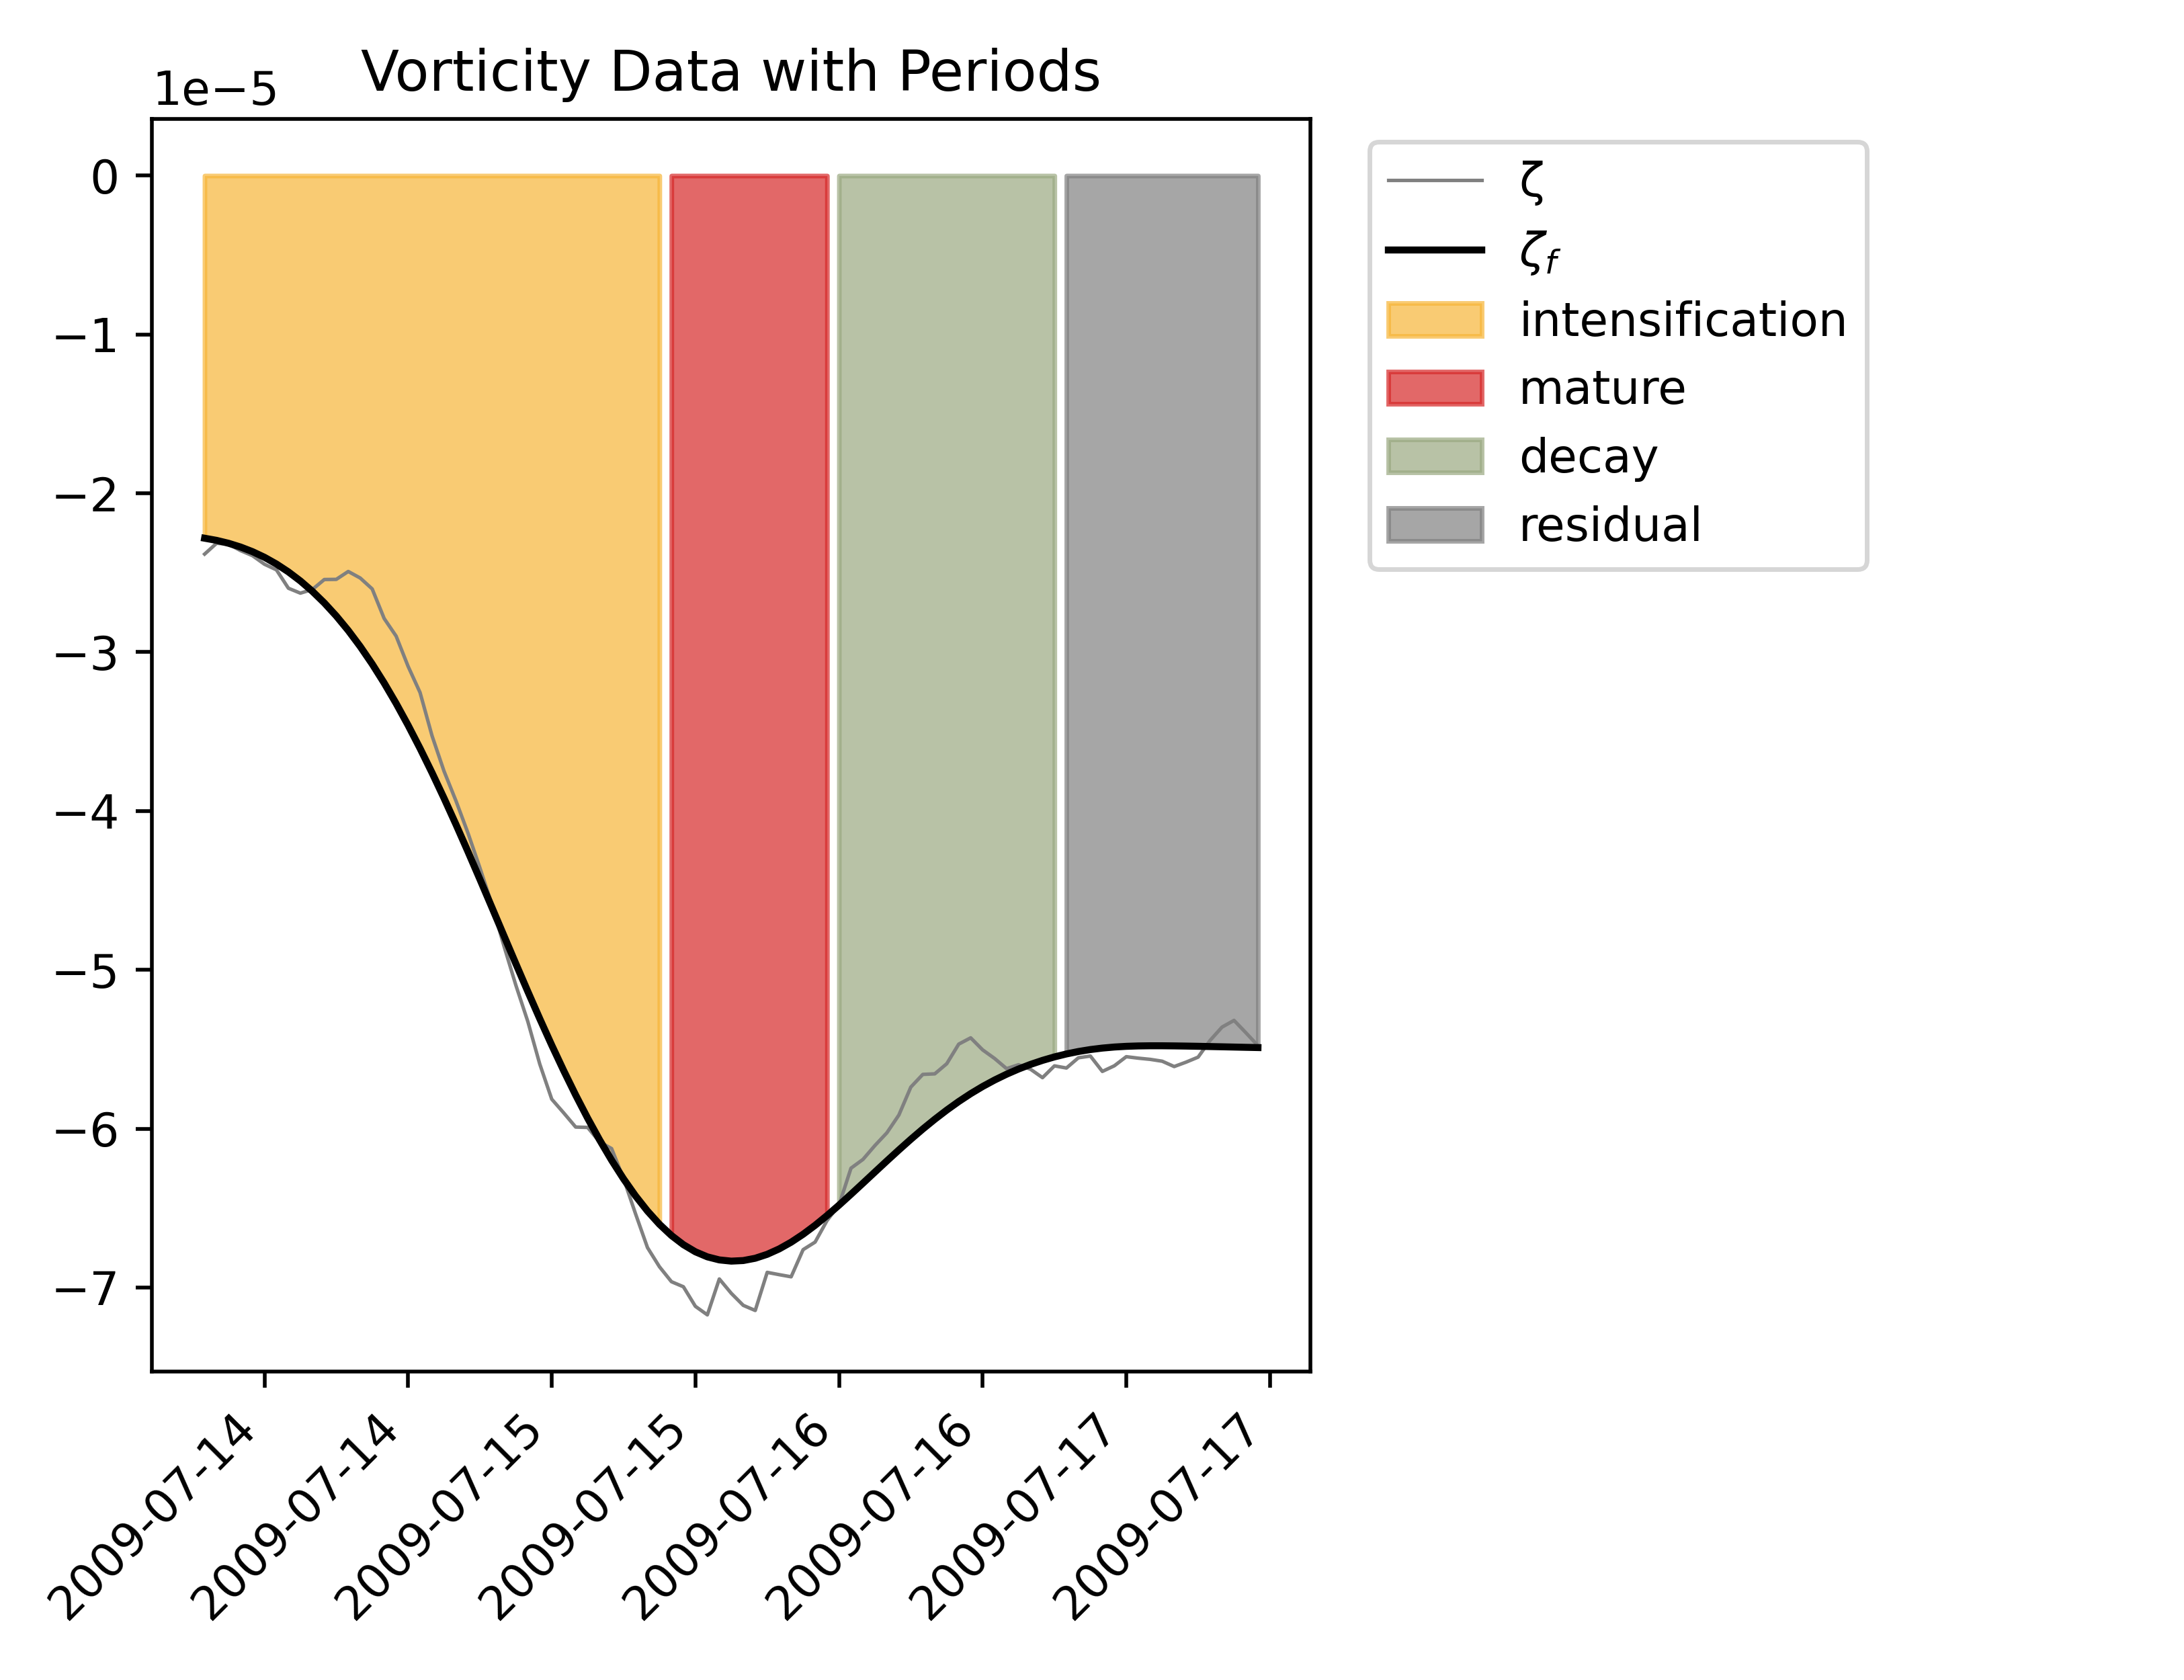 Vorticity Data with Periods
1e−5
0
−1
−2
−3
−4
−5
−6
−7
2009-07-14
2009-07-14
2009-07-15
2009-07-15
2009-07-16
2009-07-16
2009-07-17
2009-07-17
ζ
ζf
intensification
mature
decay
residual